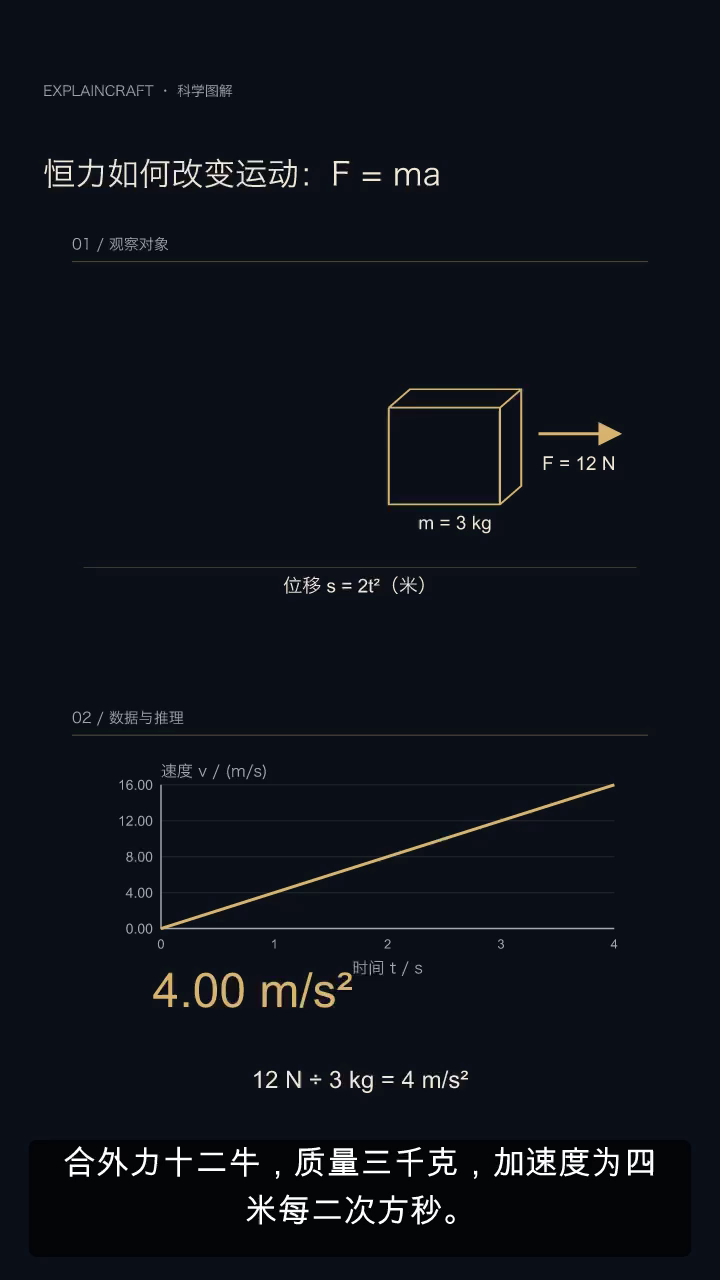 EXPLAINCRAFT · 科学图解
恒力如何改变运动：F = ma
01 / 观察对象
F = 12 N
m = 3 kg
位移 s = 2t²（米）
02 / 数据与推理
速度 v / (m/s)
16.00
12.00
8.00
4.00
0.00
0 1 2 3 4
时间 t / s
4.00 m/s²
12 N ÷ 3 kg = 4 m/s²
合外力十二牛，质量三千克，加速度为四
米每二次方秒。